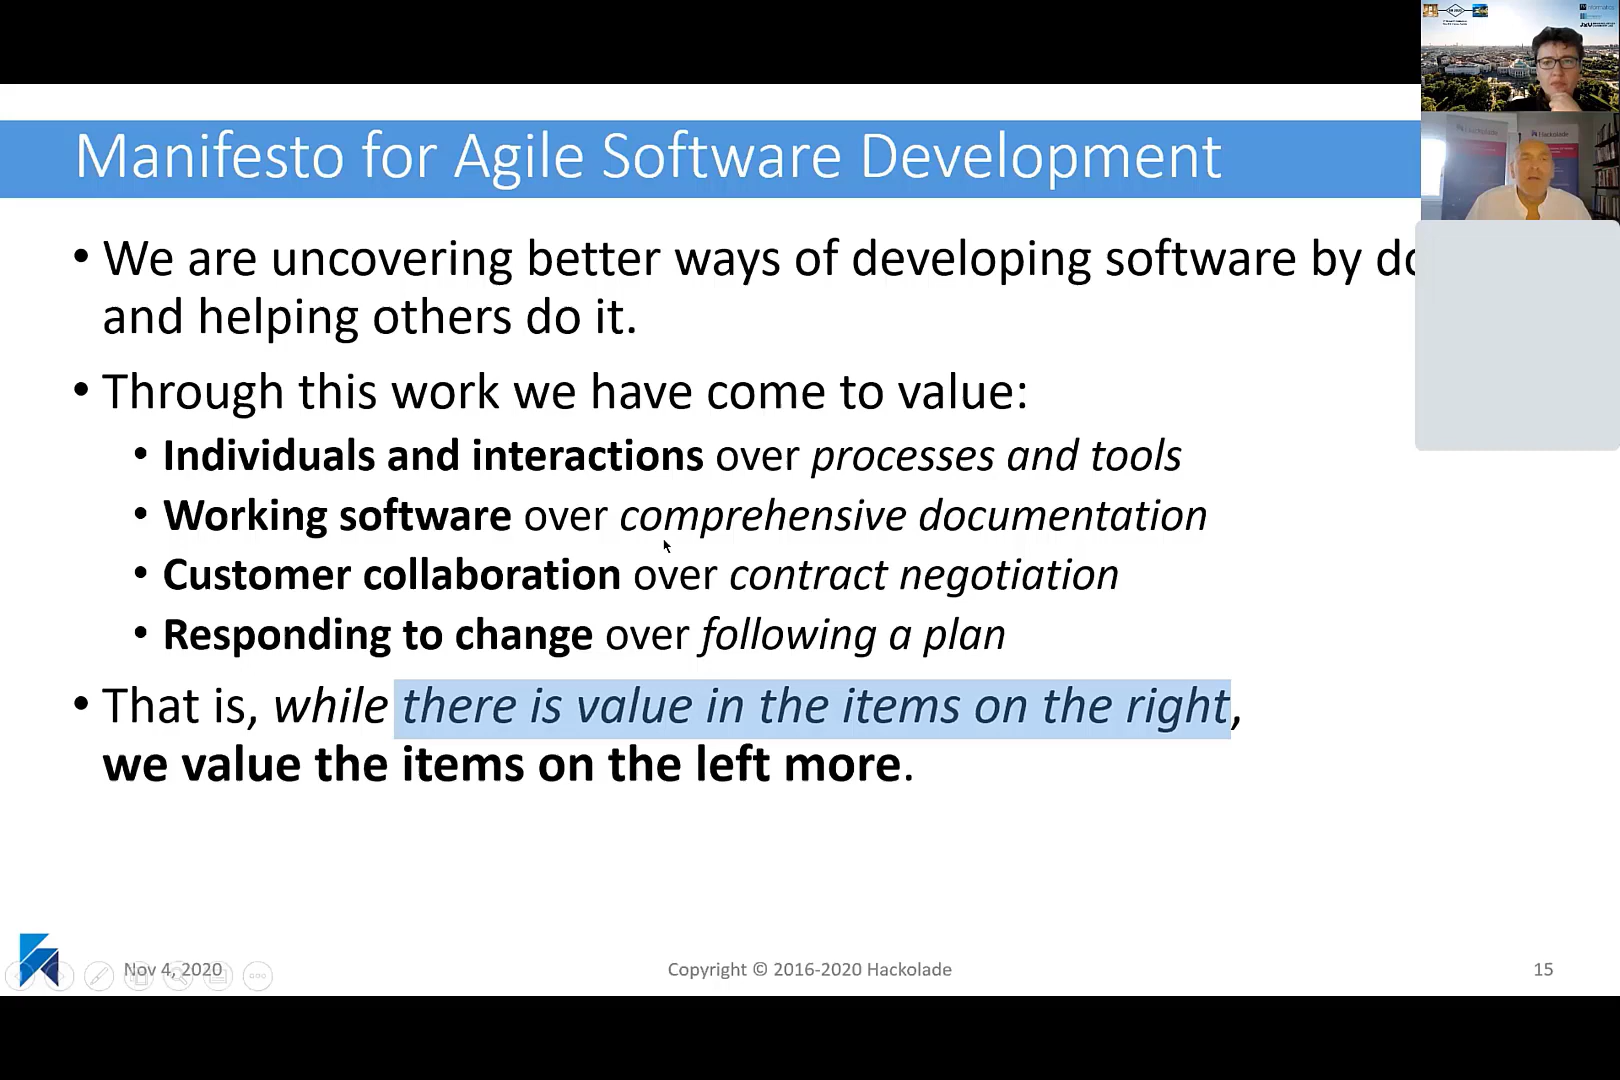 Manifesto for Agile Software Development
• We are uncovering better ways of developing software by
and helping others do it.
• Through this work we have come to value:
• Individuals and interactions over processes and tools
• Working software over comprehensive documentation
• Customer collaboration over contract negotiation
• Responding to change over following a plan
• That is, while there is value in the items on the right,
we value the items on the left more.
Nov 4, 2020
Copyright © 2016-2020 Hackolade
15
Hackolade